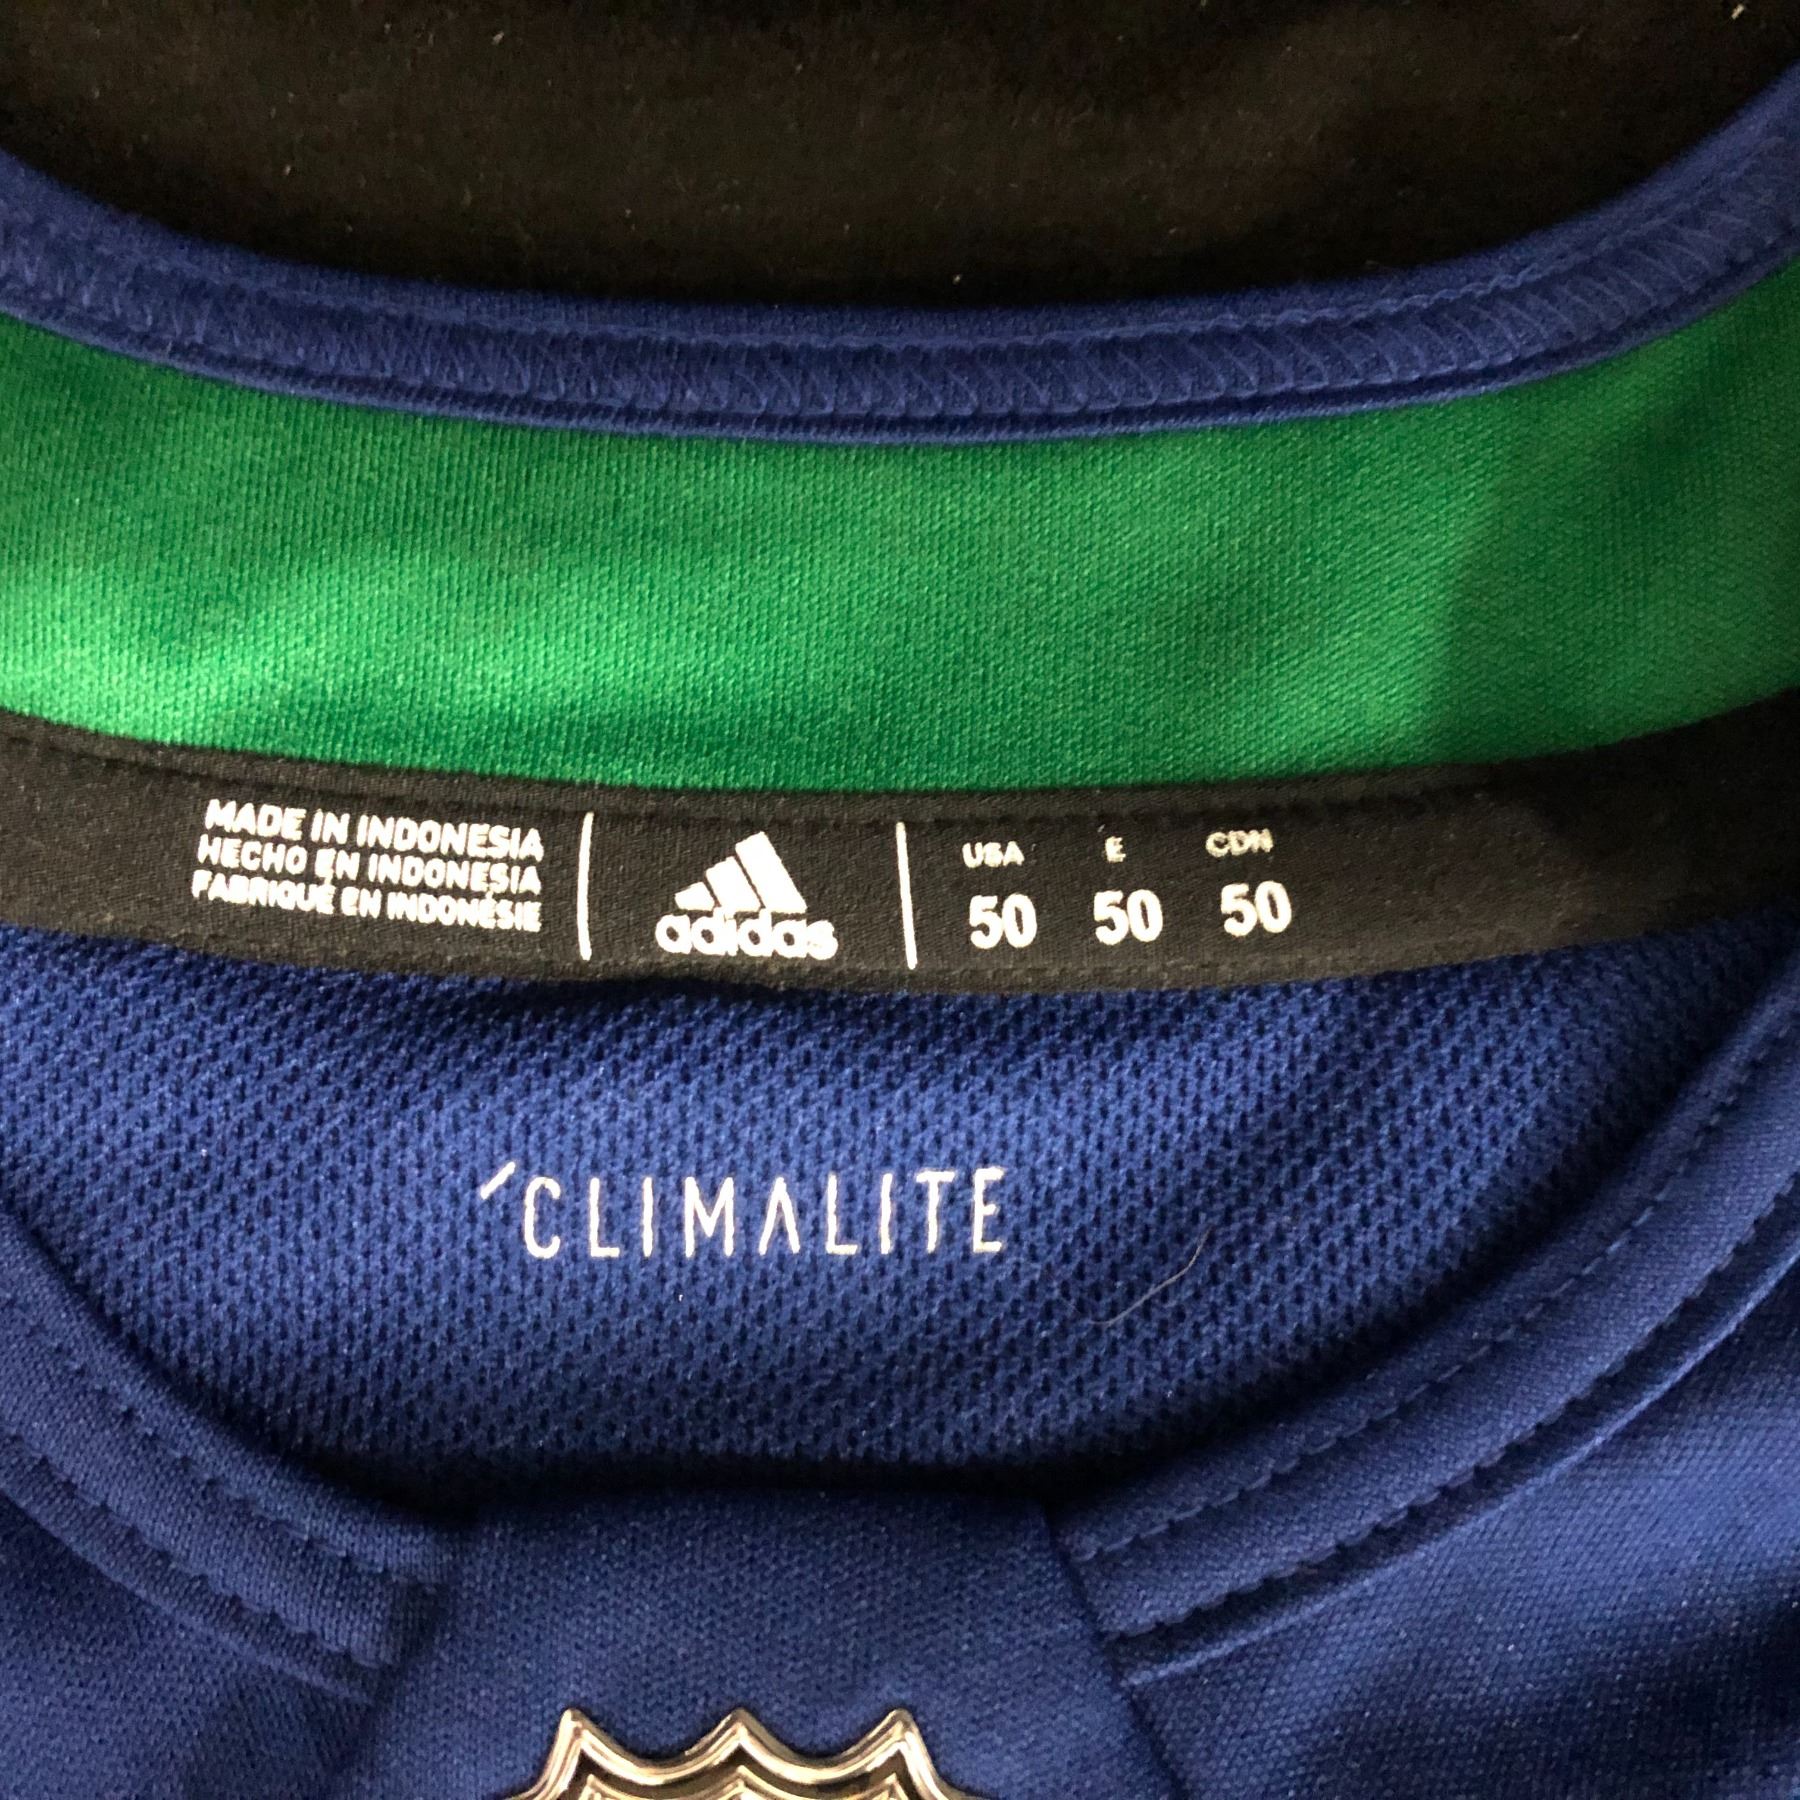 MADE IN INDONESIA
HECHO EN INDONESIA
FABRIQUÉ EN INDONÉSIE
adidas
USA E CDN
50 50 50
CLIMALITE